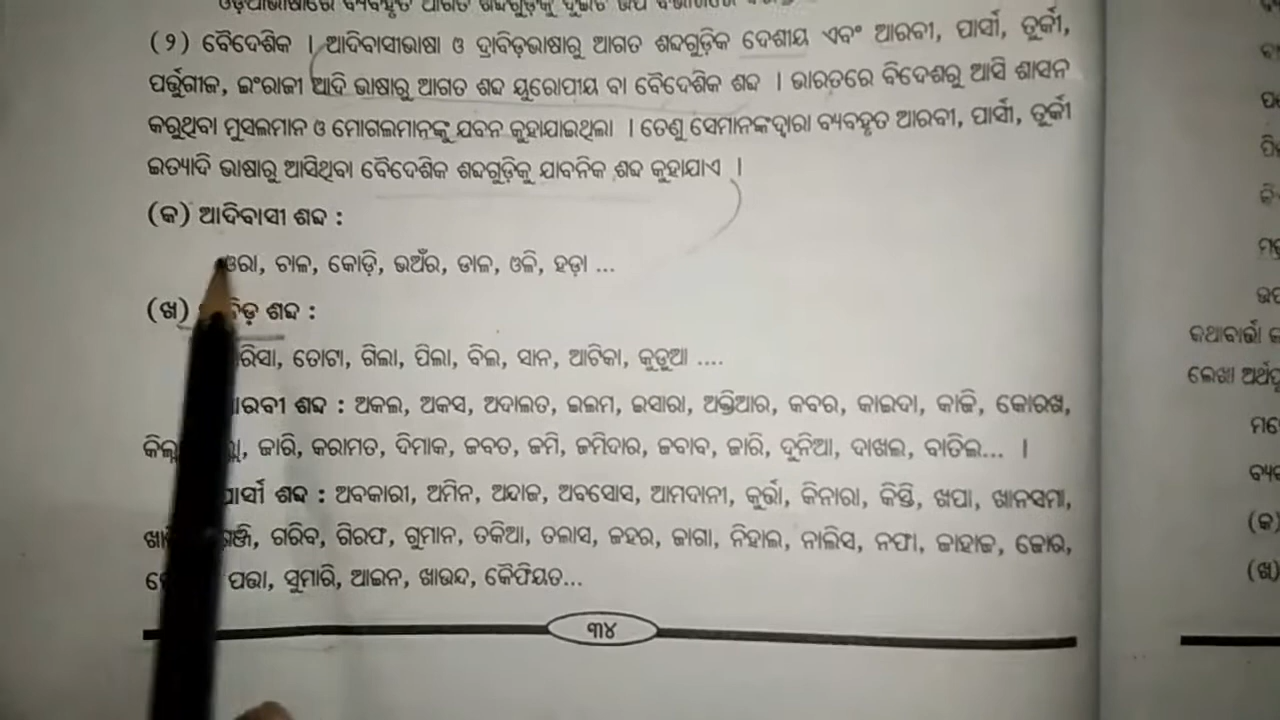 (୨) ବୈଦେଶିକ । ଆଦିବାସୀଭାଷା ଓ ଦ୍ରାବିଡ଼ଭାଷାରୁ ଆଗତ ଶବ୍ଦଗୁଡ଼ିକ ଦେଶୀୟ ଏବଂ ଆରବୀ, ପାର୍ସୀ, ତୁର୍କୀ,
ପର୍ତ୍ତୁଗୀଜ, ଇଂରାଜୀ ଆଦି ଭାଷାରୁ ଆଗତ ଶବ୍ଦ ୟୁରୋପୀୟ ବା ବୈଦେଶିକ ଶବ୍ଦ । ଭାରତରେ ବିଦେଶରୁ ଆସି ଶାସନ
କରୁଥିବା ମୁସଲମାନ ଓ ମୋଗଲମାନଙ୍କୁ ଯବନ କୁହାଯାଇଥିଲା । ତେଣୁ ସେମାନଙ୍କଦ୍ୱାରା ବ୍ୟବହୃତ ଆରବୀ, ପାର୍ସୀ, ତୁର୍କୀ
ଇତ୍ୟାଦି ଭାଷାରୁ ଆସିଥିବା ବୈଦେଶିକ ଶବ୍ଦଗୁଡ଼ିକୁ ଯାବନିକ ଶବ୍ଦ କୁହାଯାଏ ।
(କ) ଆଦିବାସୀ ଶବ୍ଦ :
ଚାଳ, କୋଡ଼ି, ଭଅଁର, ଡାଳ, ଓଳି, ହଡ଼ା ...
(ଖ) ଶବ୍ଦ :
ତୋଟା, ଗିଲା, ପିଲା, ବିଲ, ସାନ, ଆଟିକା, କୁଡୁଆ ....
ଶବ୍ଦ : ଅକଲ, ଅକସ, ଅଦାଲତ, ଇଲମ, ଇସାରା, ଅକ୍ତିଆର, କବର, କାଇଦା, କାଜି, କୋରଖ,
ଜାରି, କରାମତ, ଦିମାକ, ଜବତ, ଜମି, ଜମିଦାର, ଜବାବ, ଜାରି, ଦୁନିଆ, ଦାଖଲ, ବାତିଲ... ।
ପାର୍ସୀ ଶବ୍ଦ : ଅବକାରୀ, ଅମିନ, ଅନ୍ଦାଜ, ଅବସୋସ, ଆମଦାନୀ, କୁର୍ତ୍ତା, କିନାରା, କିସ୍ତି, ଖପା, ଖାନସମା,
ଗରିବ, ଗିରଫ, ଗୁମାନ, ତକିଆ, ତଲାସ, ଜହର, ଜାଗା, ନିହାଲ, ନାଲିସ, ନଫା, ଜାହାଜ, ଜୋର,
ପଭା, ସୁମାରି, ଆଇନ, ଖାଉନ୍ଦ, କୈଫିୟତ...
୩୪
କଥାବାର୍ତ୍ତା
ଲେଖା
(କ)
(ଖ)